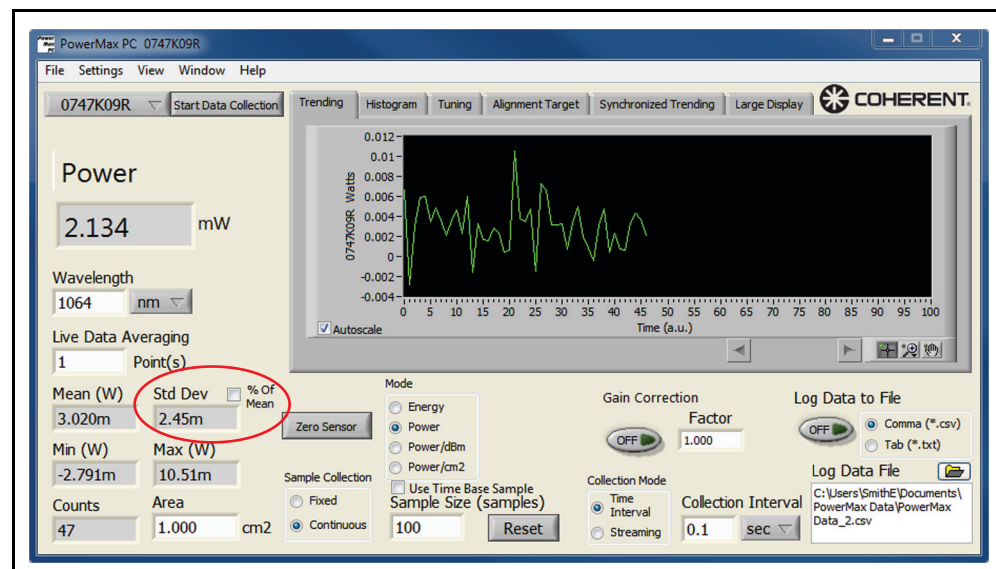 PowerMax PC 0747K09R
File Settings View Window Help
0747K09R Start Data Collection
Trending Histogram Tuning Alignment Target Synchronized Trending Large Display
COHERENT.
Power
2.134 mW
Wavelength
1064 nm
Live Data Averaging
1 Point(s)
Mean (W) Std Dev % Of Mean
3.020m 2.45m
Min (W) Max (W)
-2.791m 10.51m
Counts Area
47 1.000 cm2
0747K09R Watts
0.012
0.01
0.008
0.006
0.004
0.002
0
-0.002
-0.004
0 5 10 15 20 25 30 35 40 45 50 55 60 65 70 75 80 85 90 95 100
Time (a.u.)
Autoscale
Zero Sensor
Mode
Energy
Power
Power/dBm
Power/cm2
Use Time Base Sample
Sample Collection
Fixed
Continuous
Sample Size (samples)
100 Reset
Gain Correction
OFF
Factor
1.000
Collection Mode
Time
Interval
Streaming
Collection Interval
0.1 sec
Log Data to File
OFF
Comma (*.csv)
Tab (*.txt)
Log Data File
C:\Users\SmithE\Documents\
PowerMax Data\PowerMax
Data_2.csv